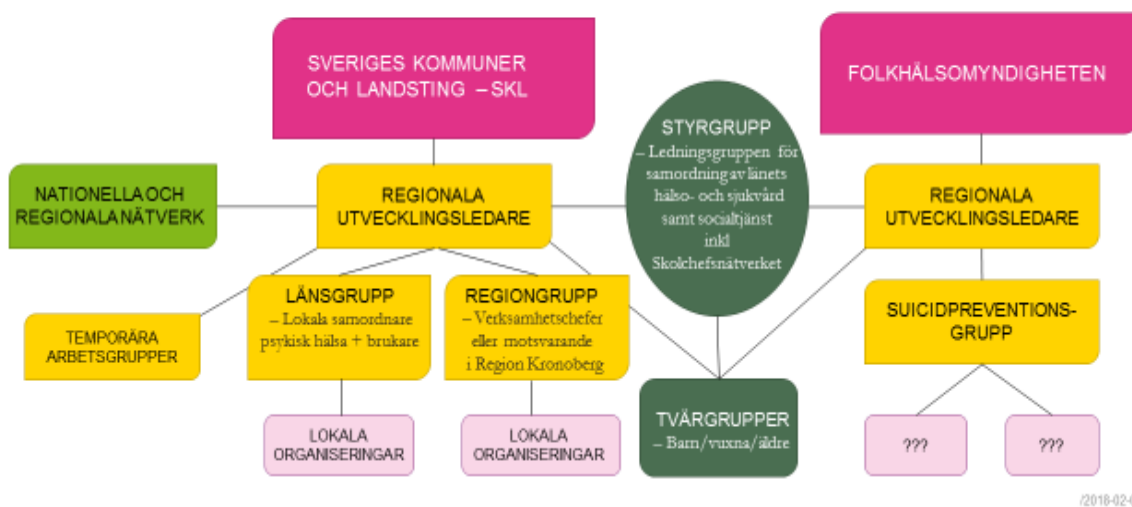 SVERIGES KOMMUNER
OCH LANDSTING – SKL
FOLKHÄLSOMYNDIGHETEN
STYRGRUPP
– Ledningsgruppen för
samordning av länets
hälso- och sjukvård
samt socialtjänst
inkl
Skolchefsnätverket
NATIONELLA OCH
REGIONALA NÄTVERK
REGIONALA
UTVECKLINGSLEDARE
REGIONALA
UTVECKLINGSLEDARE
LÄNSGRUPP
– Lokala samordnare
psykisk hälsa + brukare
REGIONGRUPP
– Verksamhetschefer
eller motsvarande
i Region Kronoberg
SUICIDPREVENTIONS-
GRUPP
TEMPORÄRA
ARBETSGRUPPER
TVÄRGRUPPER
– Barn/vuxna/äldre
LOKALA
ORGANISERINGAR
LOKALA
ORGANISERINGAR
???
???
/2018-02-